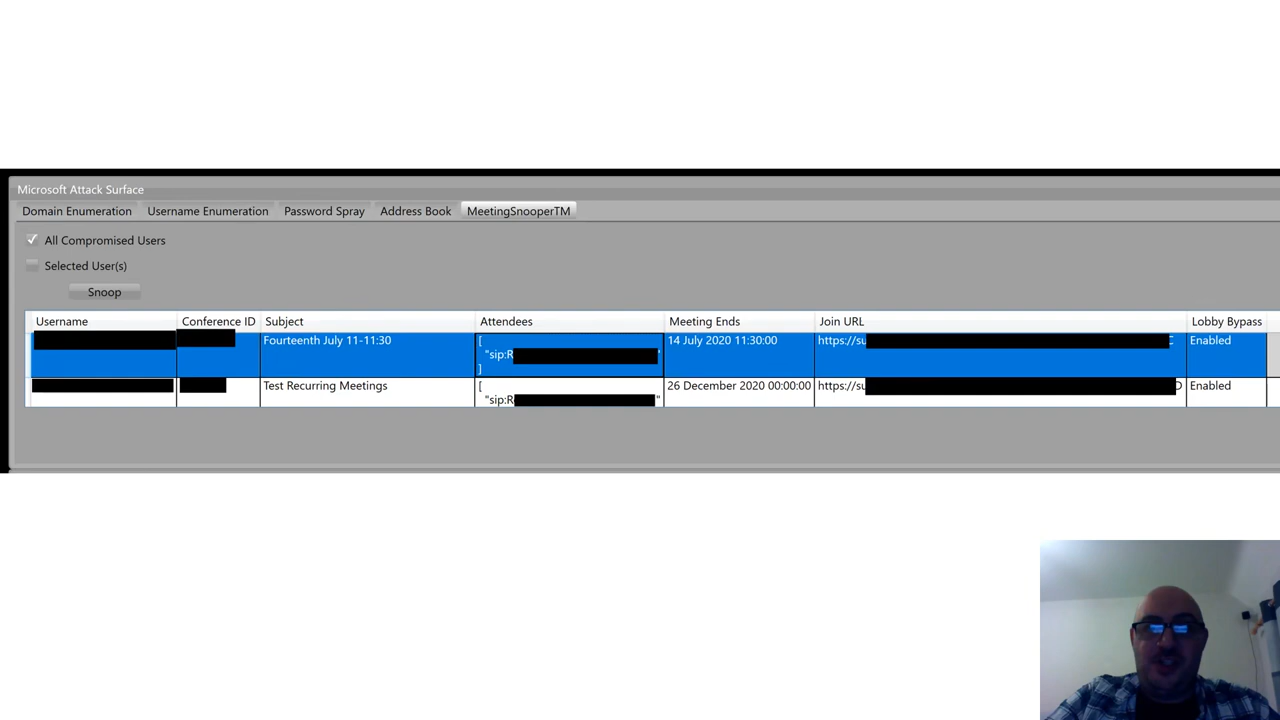 Microsoft Attack Surface
Domain Enumeration Username Enumeration Password Spray Address Book MeetingSnooperTM
All Compromised Users
Selected User(s)
Snoop
Username Conference ID Subject Attendees Meeting Ends Join URL Lobby Bypass
Fourteenth July 11-11:30 [ 14 July 2020 11:30:00 https://su C Enabled
"sip:R "
]
Test Recurring Meetings [ 26 December 2020 00:00:00 https://su D Enabled
"sip:R "